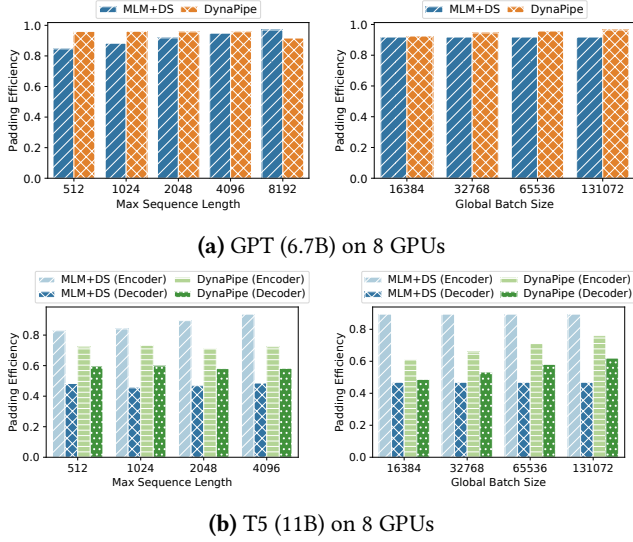 MLM+DS DynaPipe
MLM+DS DynaPipe
Padding Efficiency
1.0
0.8
0.6
0.4
0.2
0.0
512 1024 2048 4096 8192
Max Sequence Length
Padding Efficiency
1.0
0.8
0.6
0.4
0.2
0.0
16384 32768 65536 131072
Global Batch Size
(a) GPT (6.7B) on 8 GPUs
MLM+DS (Encoder) DynaPipe (Encoder)
MLM+DS (Decoder) DynaPipe (Decoder)
MLM+DS (Encoder) DynaPipe (Encoder)
MLM+DS (Decoder) DynaPipe (Decoder)
Padding Efficiency
0.8
0.6
0.4
0.2
0.0
512 1024 2048 4096
Max Sequence Length
Padding Efficiency
0.8
0.6
0.4
0.2
0.0
16384 32768 65536 131072
Global Batch Size
(b) T5 (11B) on 8 GPUs